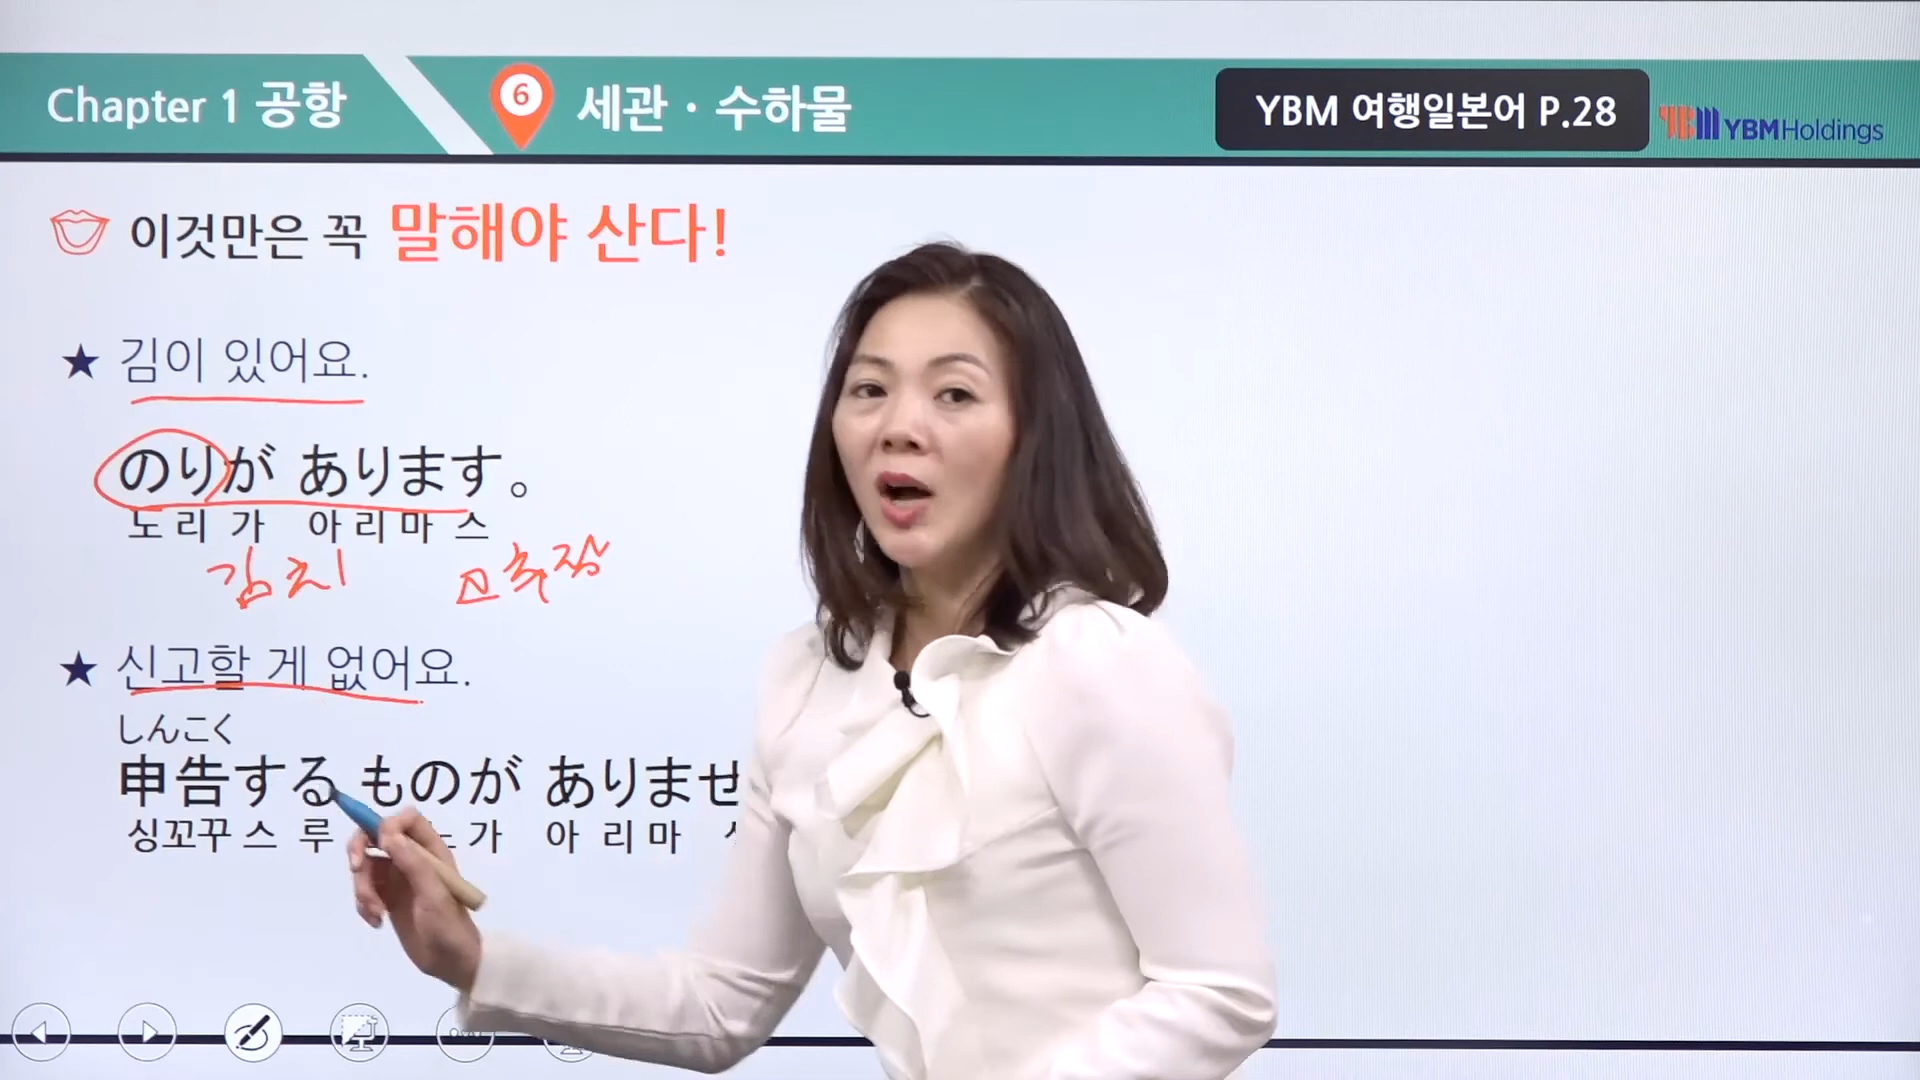 Chapter 1 공항
6 세관 · 수하물
YBM 여행일본어 P.28
YBMHoldings
이것만은 꼭 말해야 산다!
★ 김이 있어요.
のりが あります。
노리가 아리마스
김치 고추장
★ 신고할 게 없어요.
しんこく
申告する ものが ありませ
싱꼬꾸스루 노가 아리마